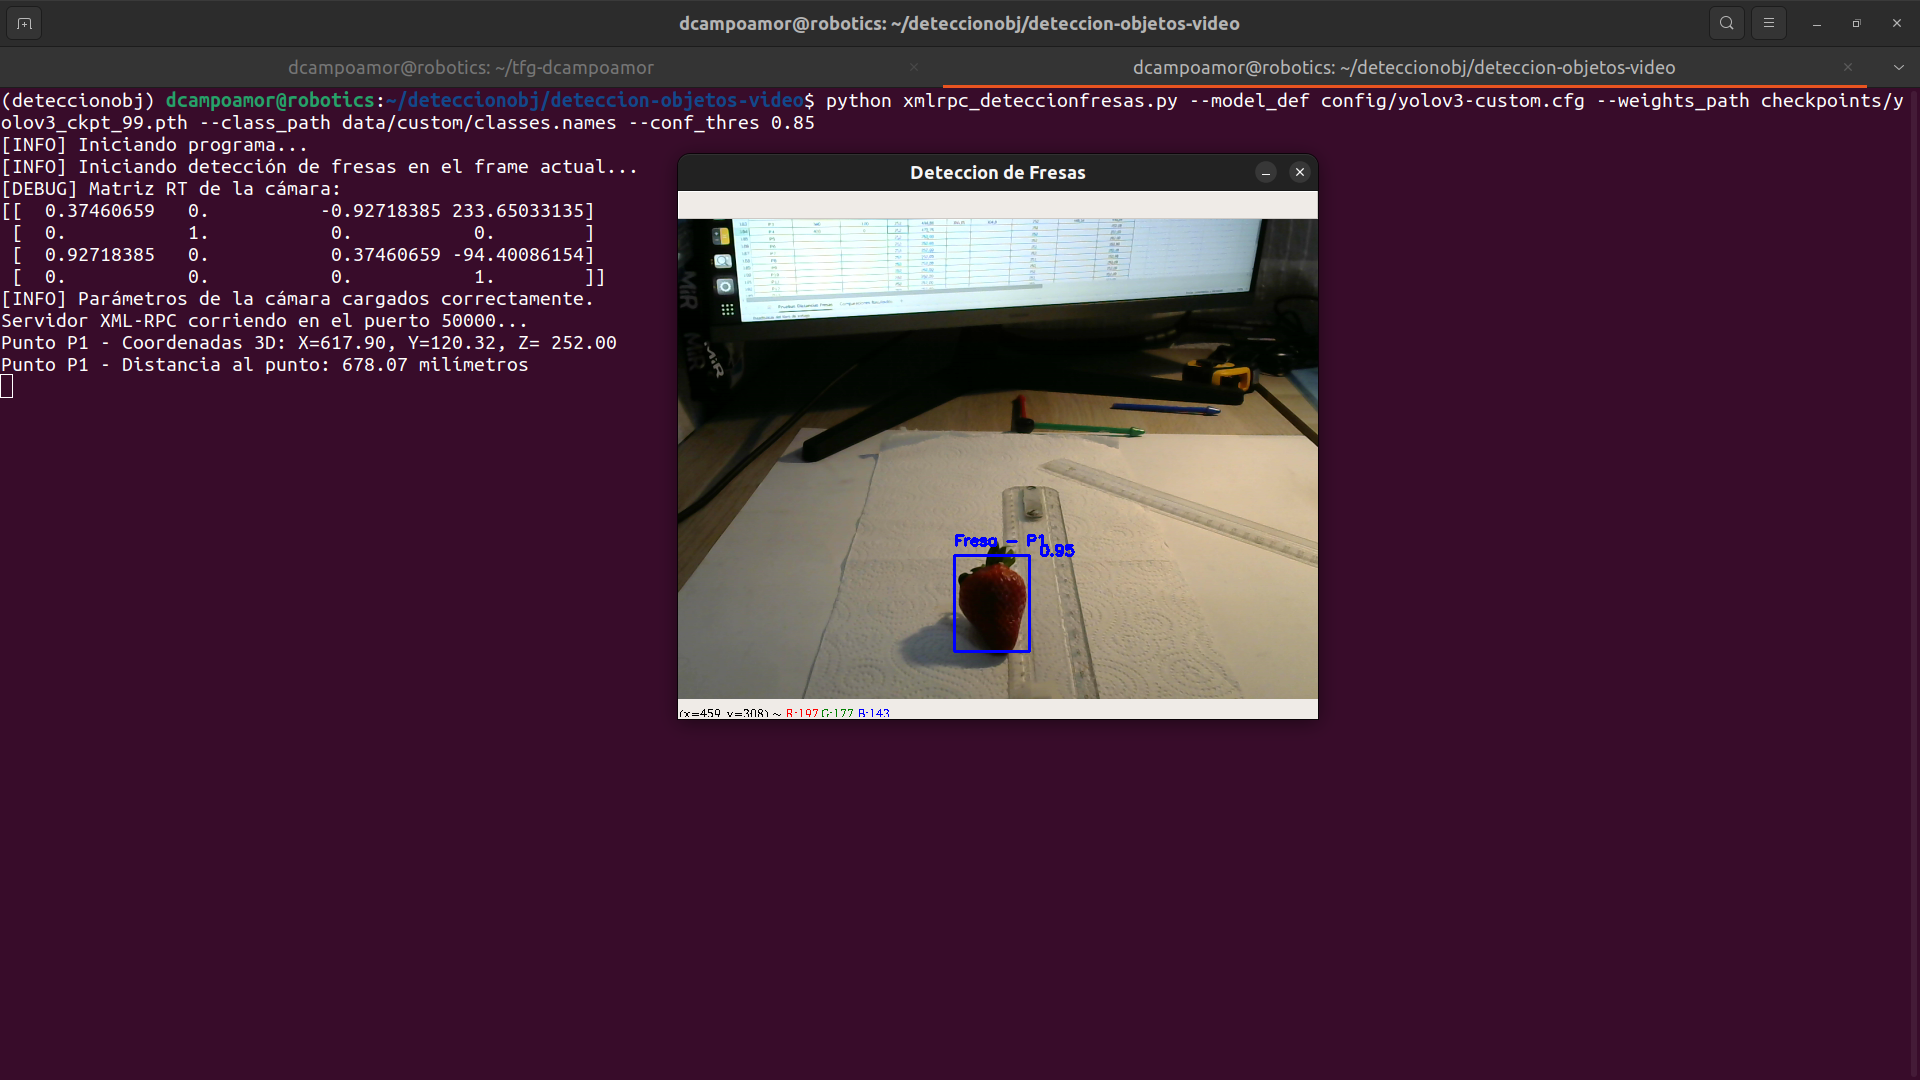 dcampoamor@robotics: ~/deteccionobj/deteccion-objetos-video
dcampoamor@robotics: ~/tfg-dcampoamor
dcampoamor@robotics: ~/deteccionobj/deteccion-objetos-video
(deteccionobj) dcampoamor@robotics:~/deteccionobj/deteccion-objetos-video$ python xmlrpc_deteccionfresas.py --model_def config/yolov3-custom.cfg --weights_path checkpoints/y
olov3_ckpt_99.pth --class_path data/custom/classes.names --conf_thres 0.85
[INFO] Iniciando programa...
[INFO] Iniciando detección de fresas en el frame actual...
[DEBUG] Matriz RT de la cámara:
[[ 0.37460659 0. -0.92718385 233.65033135]
[ 0. 1. 0. 0. ]
[ 0.92718385 0. 0.37460659 -94.40086154]
[ 0. 0. 0. 1. ]]
[INFO] Parámetros de la cámara cargados correctamente.
Servidor XML-RPC corriendo en el puerto 50000...
Punto P1 - Coordenadas 3D: X=617.90, Y=120.32, Z= 252.00
Punto P1 - Distancia al punto: 678.07 milímetros
Deteccion de Fresas
MiR
MiR
Fresa - P1
0.95
(x=459, y=308) ~ R:197 G:177 B:143